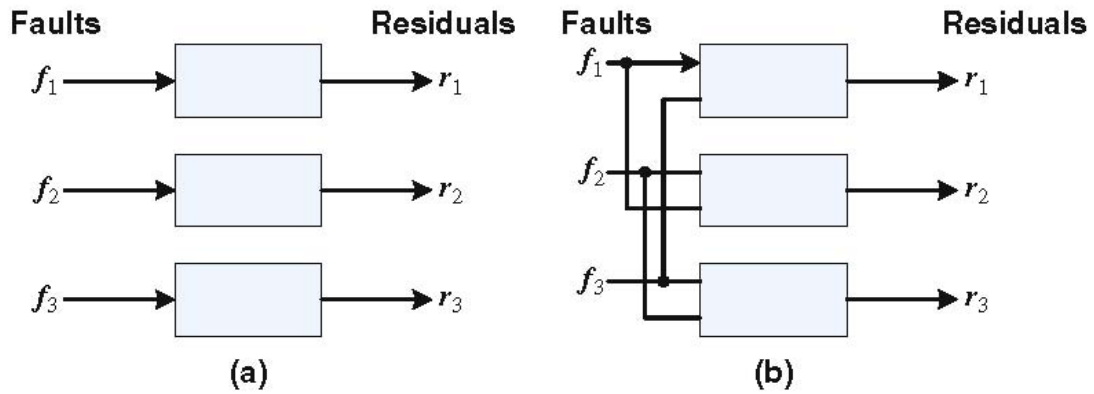 Faults Residuals Faults Residuals
f1 r1 f1 r1
f2 r2 f2 r2
f3 r3 f3 r3
(a) (b)